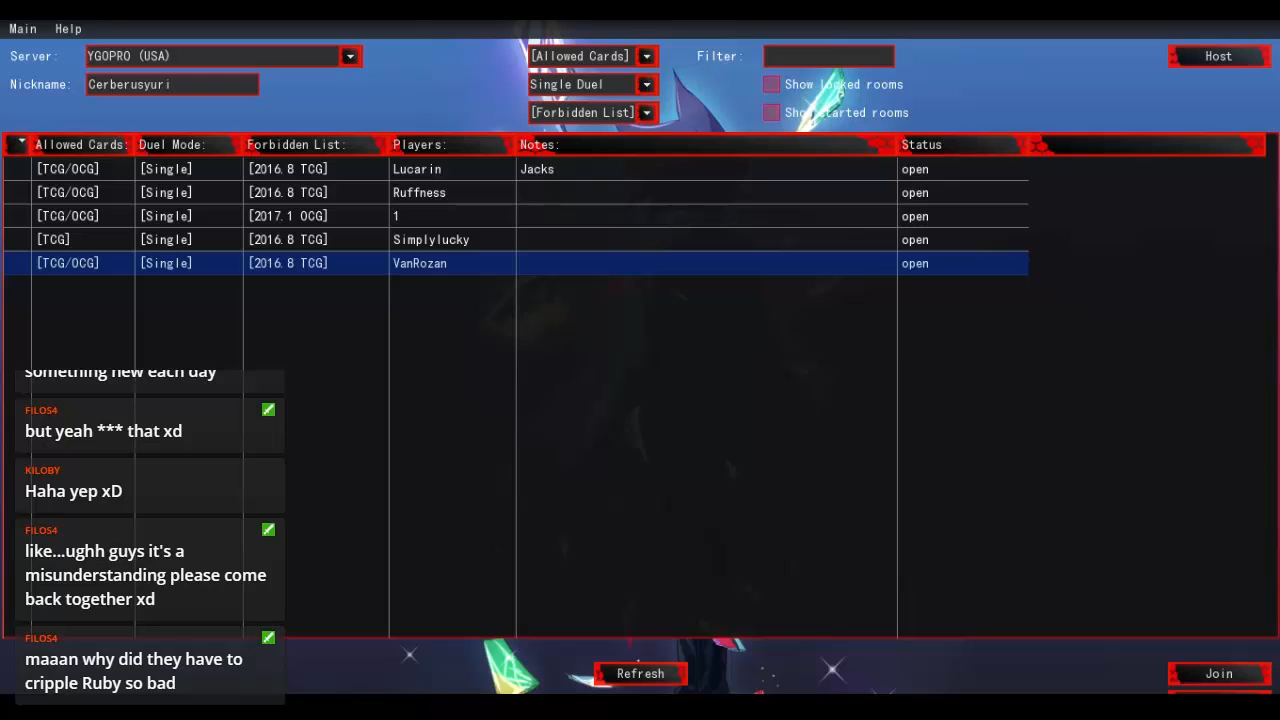 Main Help
Server: YGOPRO (USA) [Allowed Cards] Filter: Host
Nickname: Cerberusyuri Single Duel Show locked rooms
[Forbidden List] Show started rooms
Allowed Cards: Duel Mode: Forbidden List: Players: Notes: Status
[TCG/OCG] [Single] [2016.8 TCG] Lucarin Jacks open
[TCG/OCG] [Single] [2016.8 TCG] Ruffness open
[TCG/OCG] [Single] [2017.1 OCG] 1 open
[TCG] [Single] [2016.8 TCG] Simplylucky open
[TCG/OCG] [Single] [2016.8 TCG] VanRozan open
something new each day
FILOS4
but yeah *** that xd
KILOBY
Haha yep xD
FILOS4
like...ughh guys it's a
misunderstanding please come
back together xd
FILOS4
maaan why did they have to
cripple Ruby so bad
Refresh Join